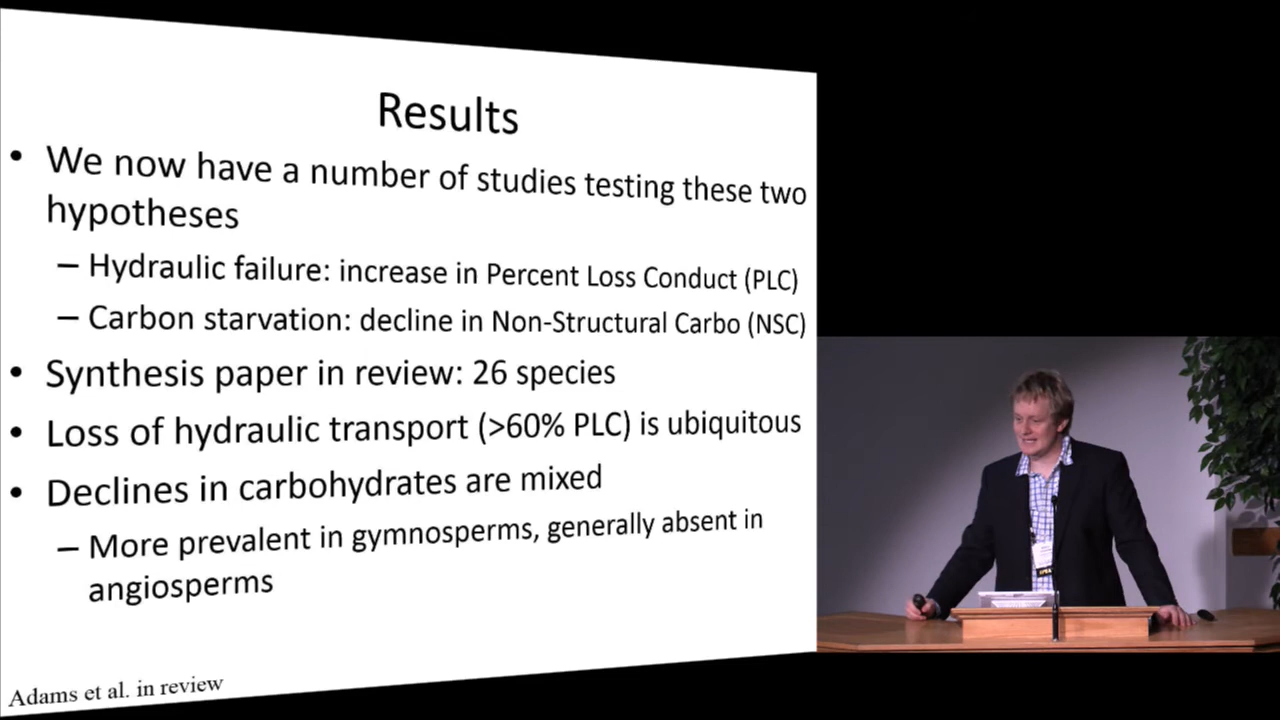 Results
• We now have a number of studies testing these two
hypotheses
– Hydraulic failure: increase in Percent Loss Conduct (PLC)
– Carbon starvation: decline in Non-Structural Carbo (NSC)
• Synthesis paper in review: 26 species
• Loss of hydraulic transport (>60% PLC) is ubiquitous
• Declines in carbohydrates are mixed
– More prevalent in gymnosperms, generally absent in
angiosperms
Adams et al. in review